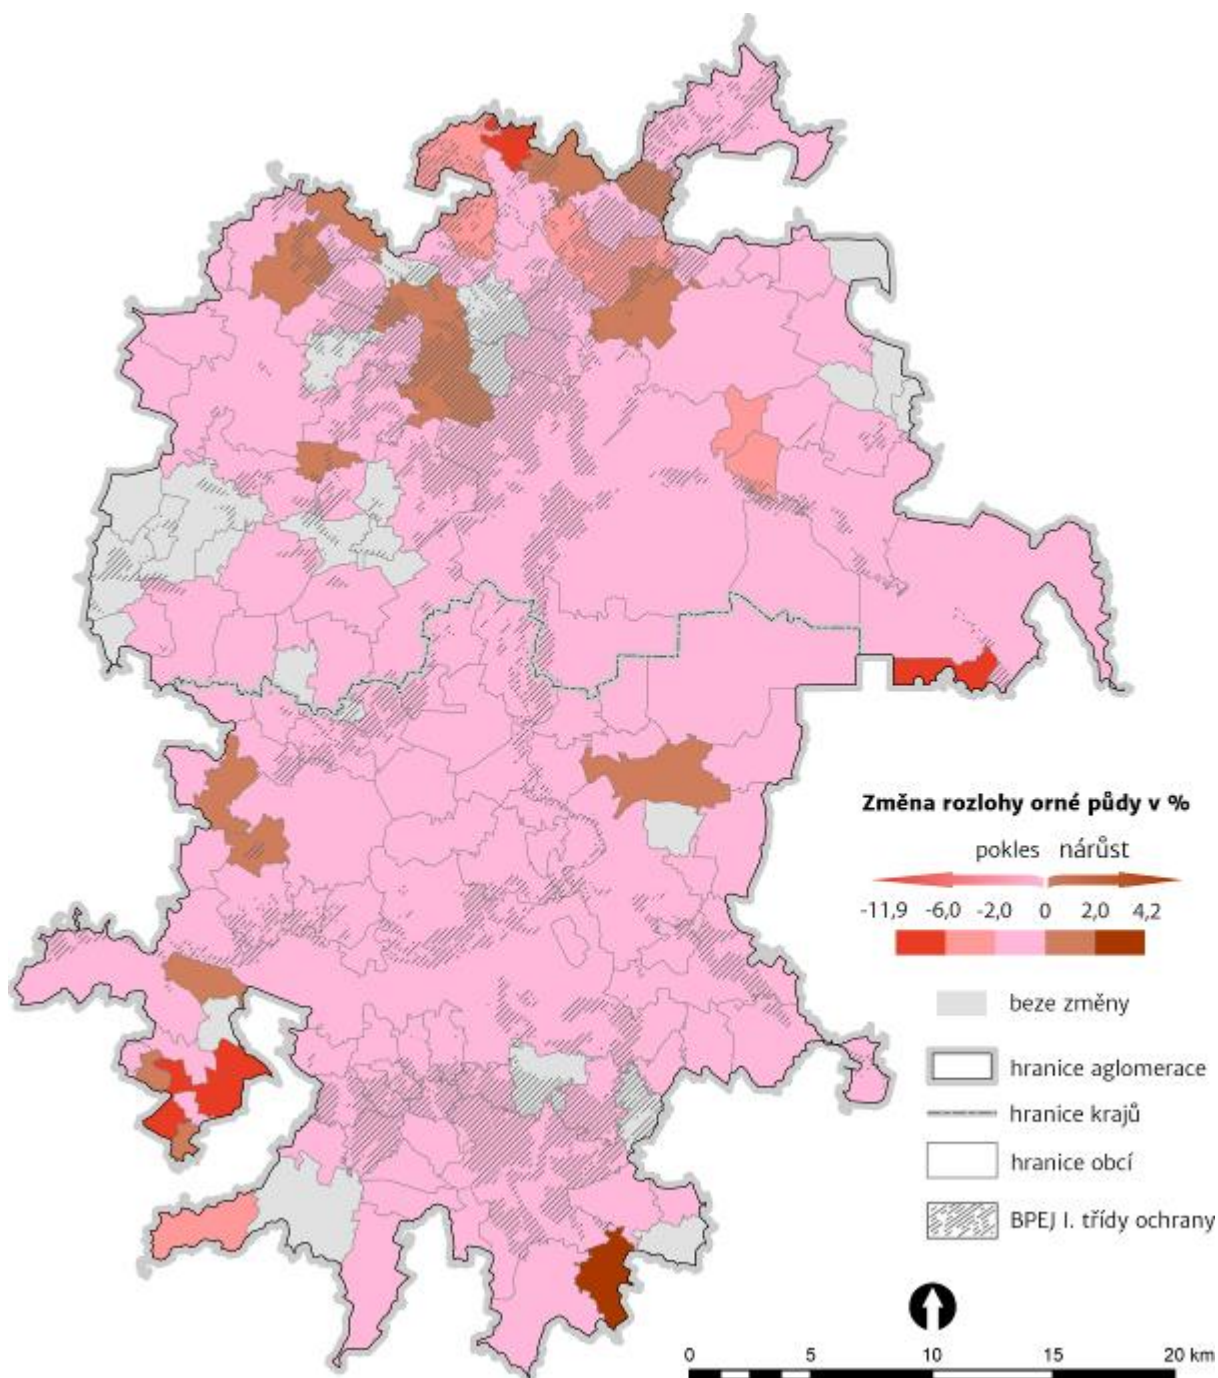 Změna rozlohy orné půdy v %
pokles nárůst
-11,9 -6,0 -2,0 0 2,0 4,2
beze změny
hranice aglomerace
hranice krajů
hranice obcí
BPEJ I. třídy ochrany
0 5 10 15 20 km